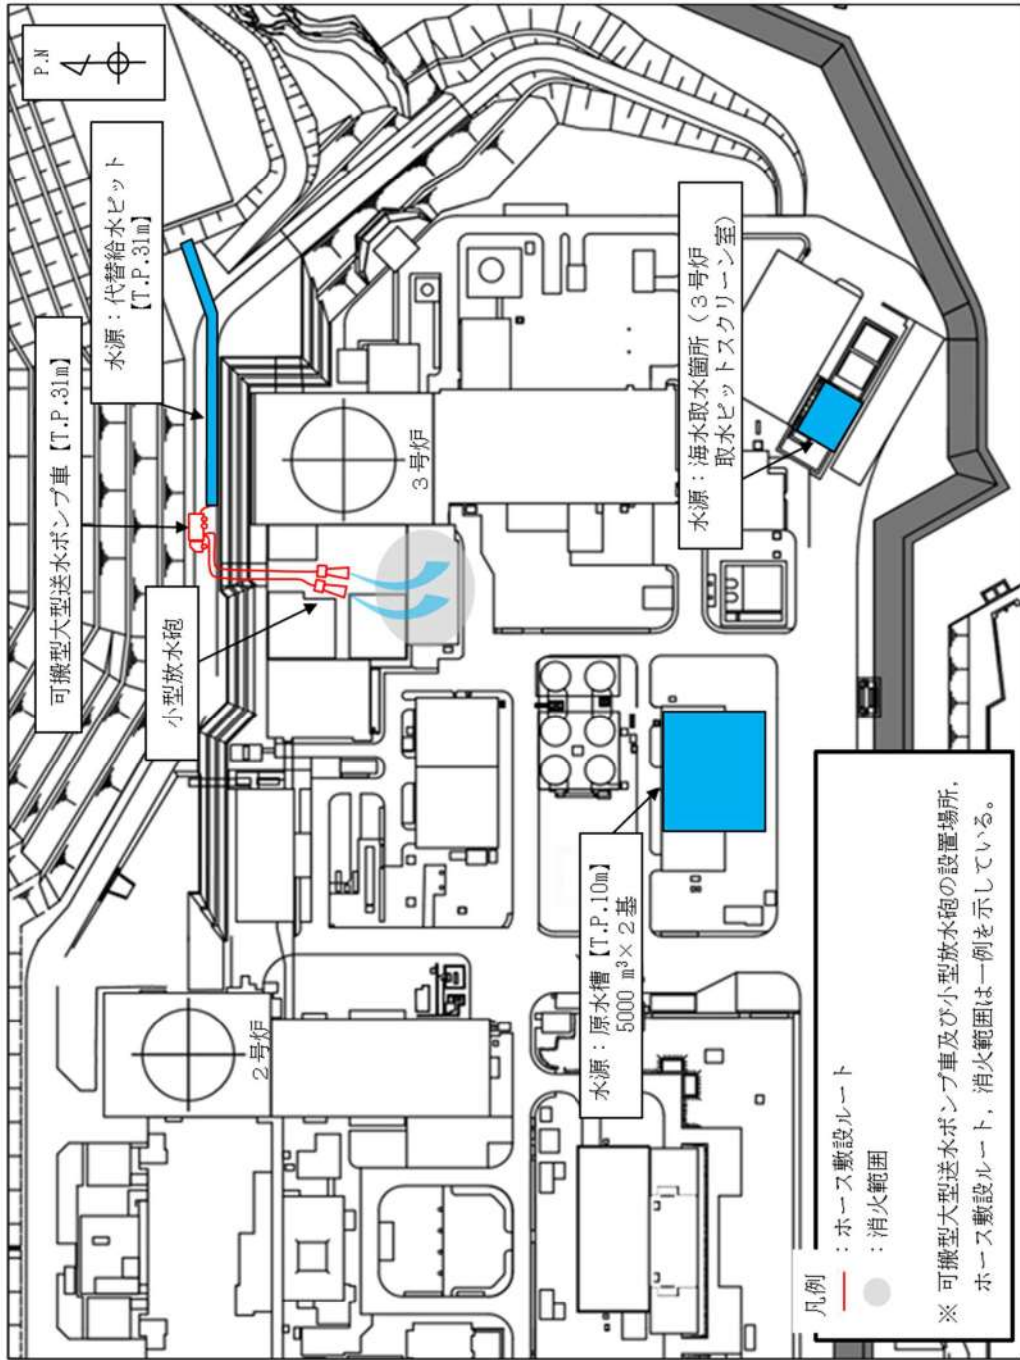 P.N
水源：代替給水ピット
【T.P.31m】
可搬型大型送水ポンプ車【T.P.31m】
小型放水砲
3号炉
2号炉
水源：海水取水箇所（3号炉
取水ピットスクリーン室）
水源：原水槽【T.P.10m】
5000 m³×2基
凡例
：ホース敷設ルート
：消火範囲
※ 可搬型大型送水ポンプ車及び小型放水砲の設置場所，
ホース敷設ルート，消火範囲は一例を示している。